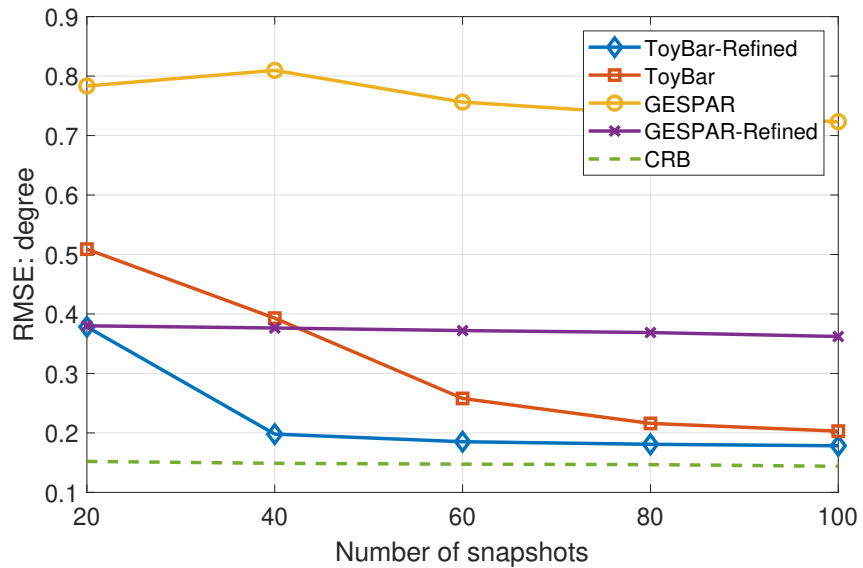 0.9
0.8
0.7
0.6
0.5
0.4
0.3
0.2
0.1
RMSE: degree
ToyBar-Refined
ToyBar
GESPAR
GESPAR-Refined
CRB
20 40 60 80 100
Number of snapshots